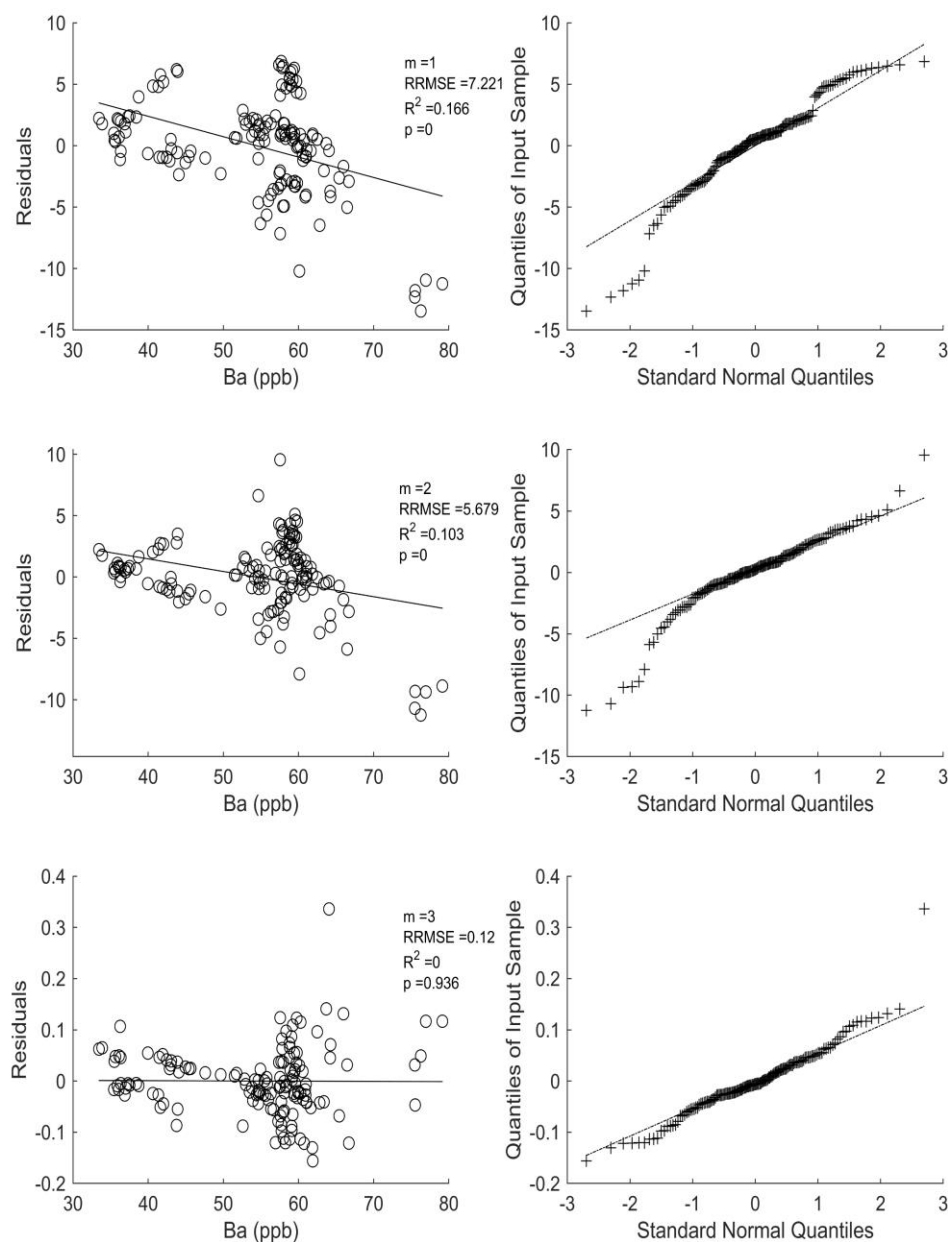 10
5
0
-5
-10
-15
Residuals
m =1
RRMSE =7.221
R² =0.166
p =0
30 40 50 60 70 80
Ba (ppb)
10
5
0
-5
-10
-15
Quantiles of Input Sample
-3 -2 -1 0 1 2 3
Standard Normal Quantiles
10
5
0
-5
-10
Residuals
m =2
RRMSE =5.679
R² =0.103
p =0
30 40 50 60 70 80
Ba (ppb)
10
5
0
-5
-10
-15
Quantiles of Input Sample
-3 -2 -1 0 1 2 3
Standard Normal Quantiles
0.4
0.3
0.2
0.1
0
-0.1
-0.2
Residuals
m =3
RRMSE =0.12
R² =0
p =0.936
30 40 50 60 70 80
Ba (ppb)
0.4
0.3
0.2
0.1
0
-0.1
-0.2
Quantiles of Input Sample
-3 -2 -1 0 1 2 3
Standard Normal Quantiles